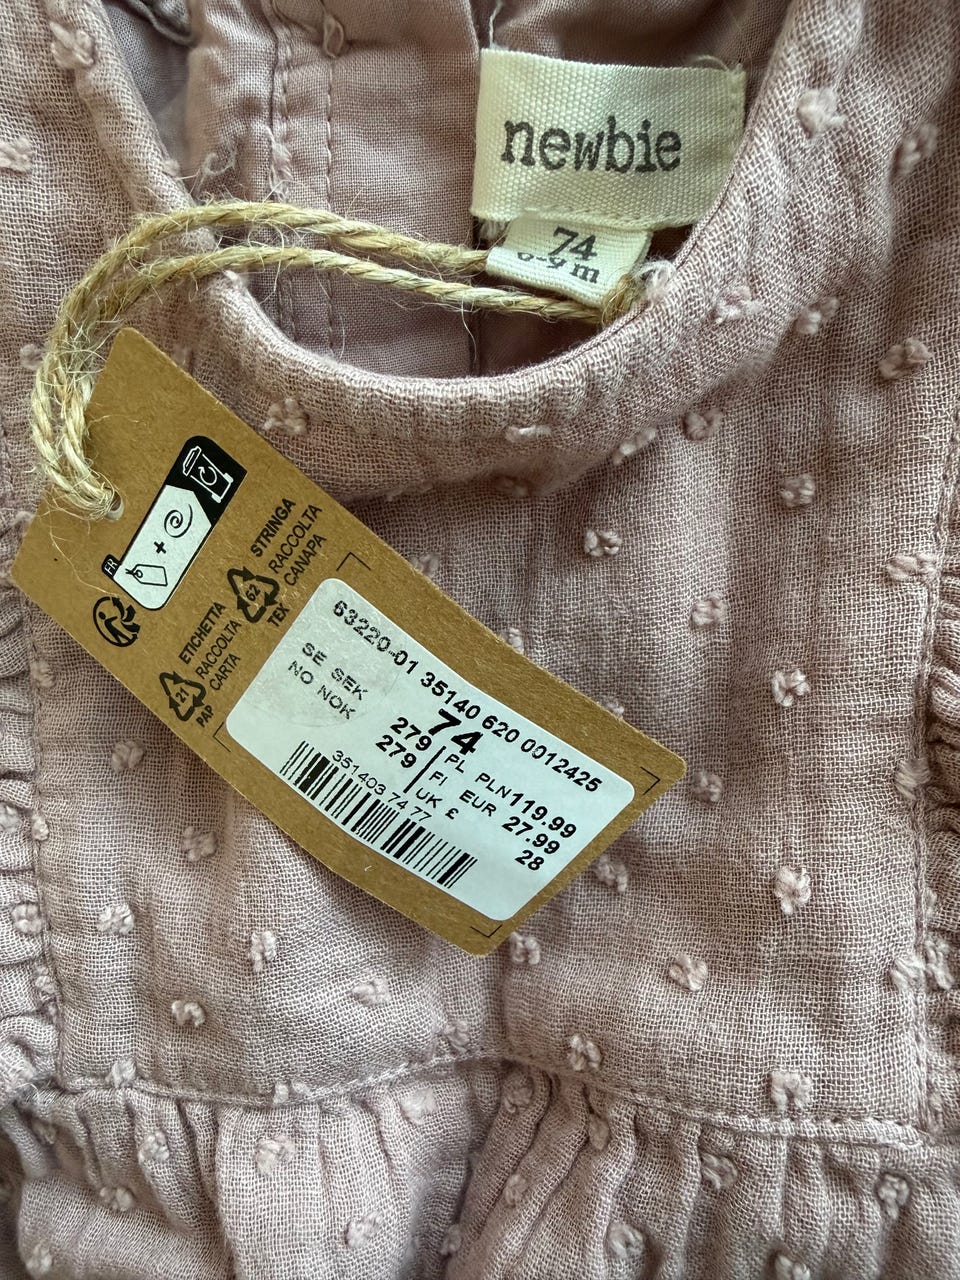 newbie
74
6-9 m
FR
+
STRINGA
RACCOLTA
CANAPA
62
TEX
ETICHETTA
RACCOLTA
CARTA
21
PAP
63220-01 35140 620 0012425
74
SE SEK 279
NO NOK 279
PL PLN 119.99
FI EUR 27.99
UK £ 28
351403 74 77